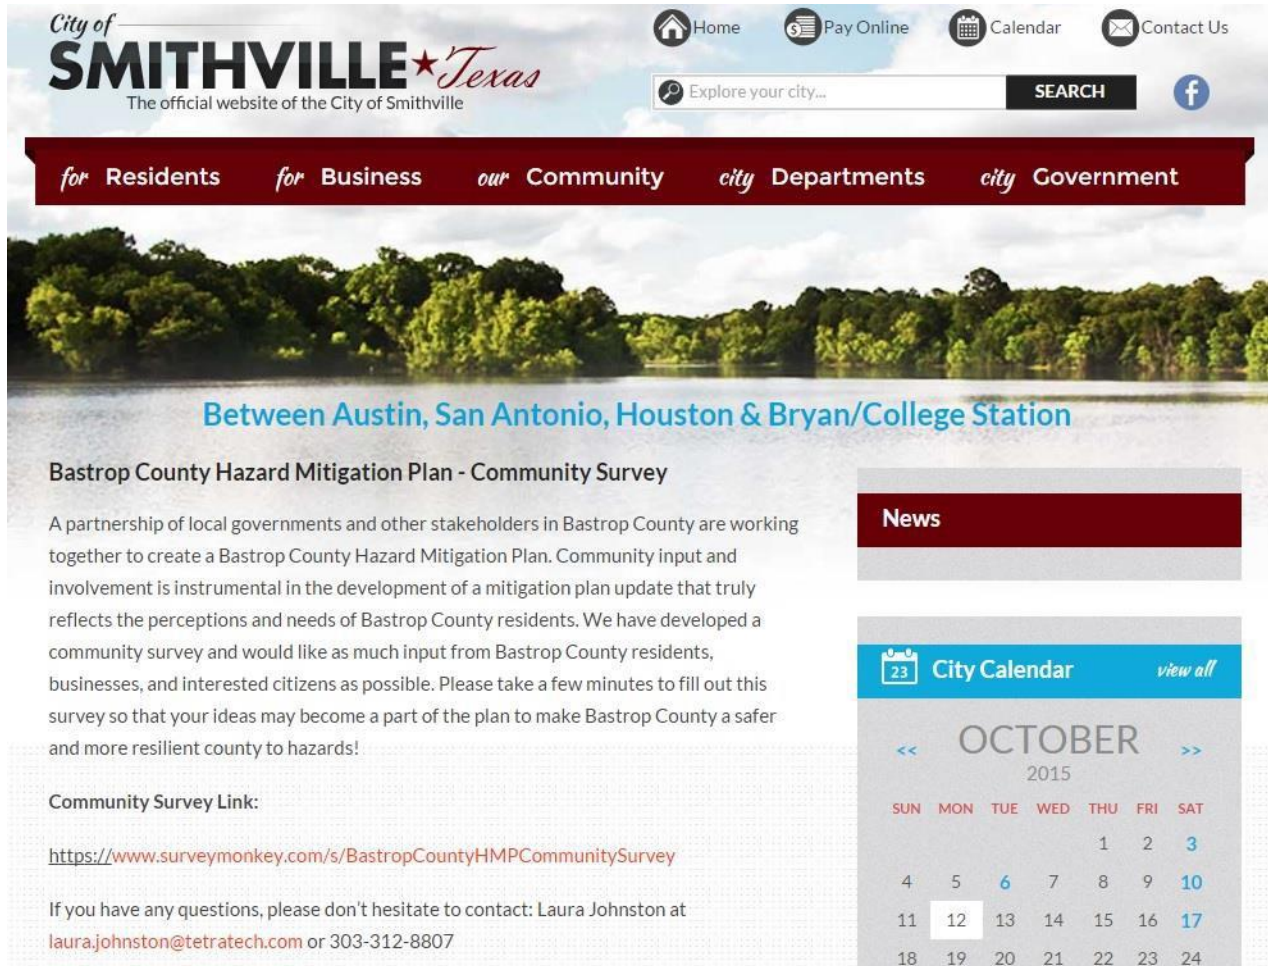 City of
SMITHVILLE Texas
The official website of the City of Smithville
Home Pay Online Calendar Contact Us
Explore your city... SEARCH f
for Residents for Business our Community city Departments city Government
Between Austin, San Antonio, Houston & Bryan/College Station
Bastrop County Hazard Mitigation Plan - Community Survey
A partnership of local governments and other stakeholders in Bastrop County are working
together to create a Bastrop County Hazard Mitigation Plan. Community input and
involvement is instrumental in the development of a mitigation plan update that truly
reflects the perceptions and needs of Bastrop County residents. We have developed a
community survey and would like as much input from Bastrop County residents,
businesses, and interested citizens as possible. Please take a few minutes to fill out this
survey so that your ideas may become a part of the plan to make Bastrop County a safer
and more resilient county to hazards!
Community Survey Link:
https://www.surveymonkey.com/s/BastropCountyHMPCommunitySurvey
If you have any questions, please don't hesitate to contact: Laura Johnston at
laura.johnston@tetratech.com or 303-312-8807
News
23 City Calendar view all
<< OCTOBER >>
2015
SUN MON TUE WED THU FRI SAT
1 2 3
4 5 6 7 8 9 10
11 12 13 14 15 16 17
18 19 20 21 22 23 24